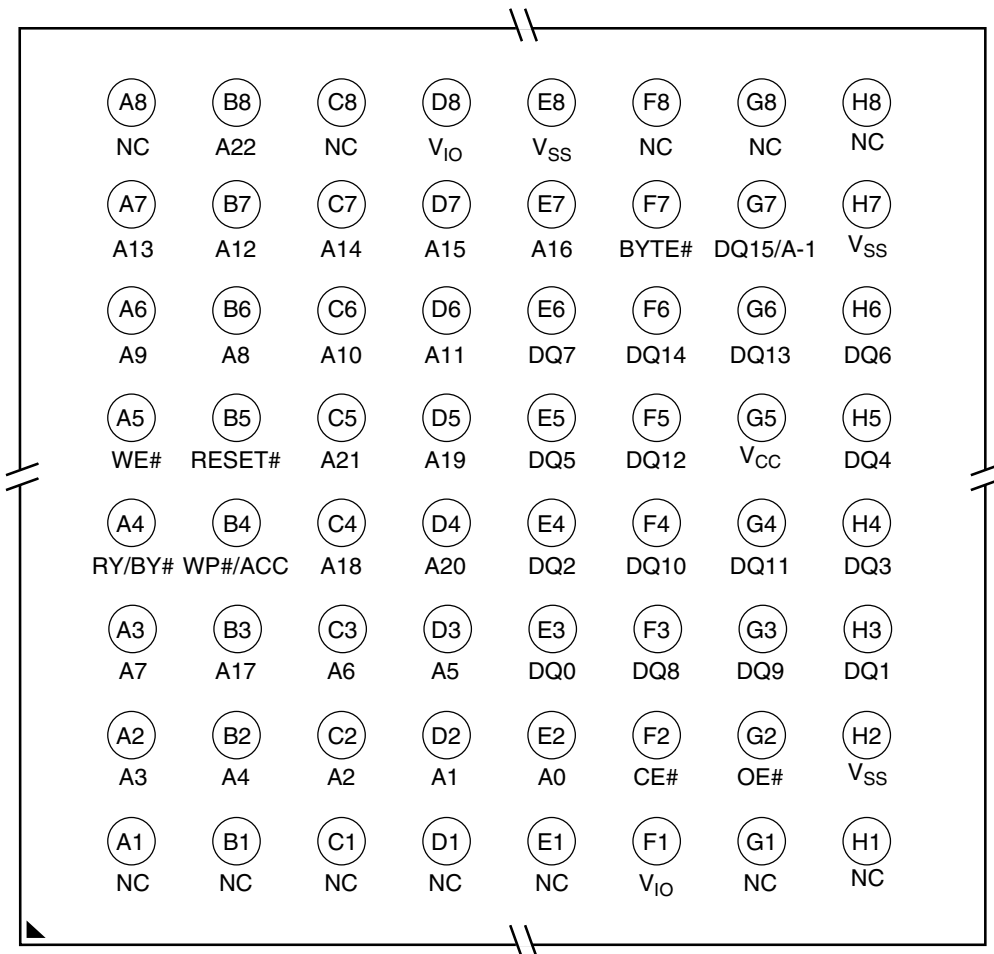 A8 B8 C8 D8 E8 F8 G8 H8
NC A22 NC VIO VSS NC NC NC
A7 B7 C7 D7 E7 F7 G7 H7
A13 A12 A14 A15 A16 BYTE# DQ15/A-1 VSS
A6 B6 C6 D6 E6 F6 G6 H6
A9 A8 A10 A11 DQ7 DQ14 DQ13 DQ6
A5 B5 C5 D5 E5 F5 G5 H5
WE# RESET# A21 A19 DQ5 DQ12 VCC DQ4
A4 B4 C4 D4 E4 F4 G4 H4
RY/BY# WP#/ACC A18 A20 DQ2 DQ10 DQ11 DQ3
A3 B3 C3 D3 E3 F3 G3 H3
A7 A17 A6 A5 DQ0 DQ8 DQ9 DQ1
A2 B2 C2 D2 E2 F2 G2 H2
A3 A4 A2 A1 A0 CE# OE# VSS
A1 B1 C1 D1 E1 F1 G1 H1
NC NC NC NC NC VIO NC NC